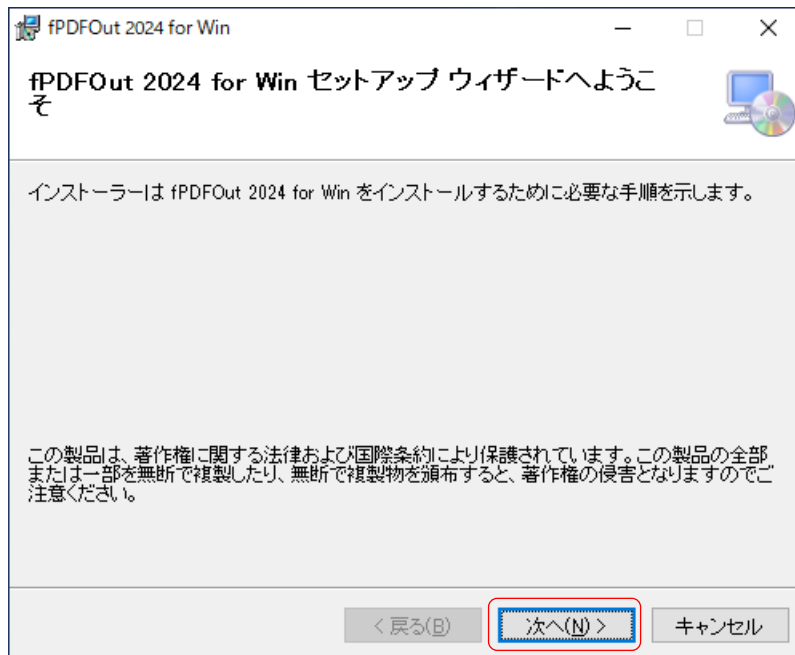 fPDFOut 2024 for Win
fPDFOut 2024 for Win セットアップ ウィザードへようこ
そ
インストーラーは fPDFOut 2024 for Win をインストールするために必要な手順を示します。
この製品は、著作権に関する法律および国際条約により保護されています。この製品の全部
または一部を無断で複製したり、無断で複製物を頒布すると、著作権の侵害となりますのでご
注意ください。
< 戻る(B) 次へ(N) > キャンセル